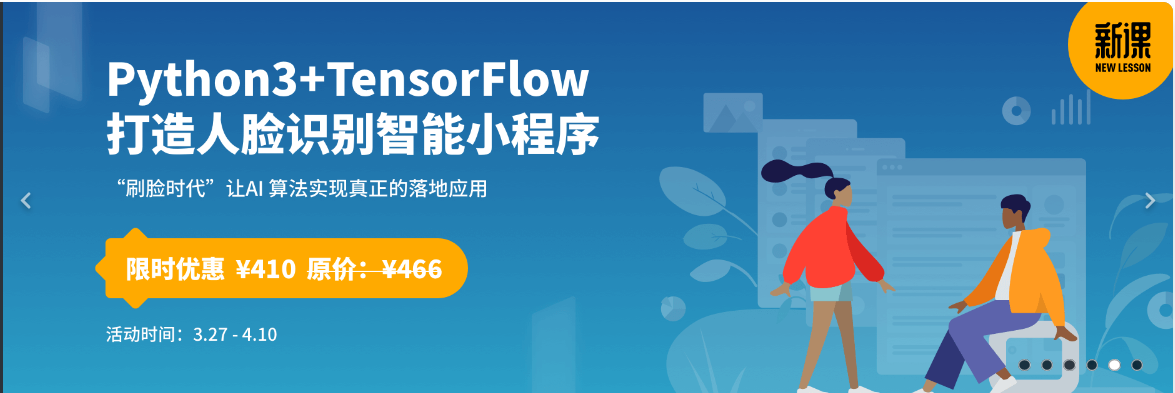 新课
NEW LESSON
Python3+TensorFlow
打造人脸识别智能小程序
“刷脸时代”让AI 算法实现真正的落地应用
限时优惠 ¥410 原价：¥466
活动时间：3.27 - 4.10